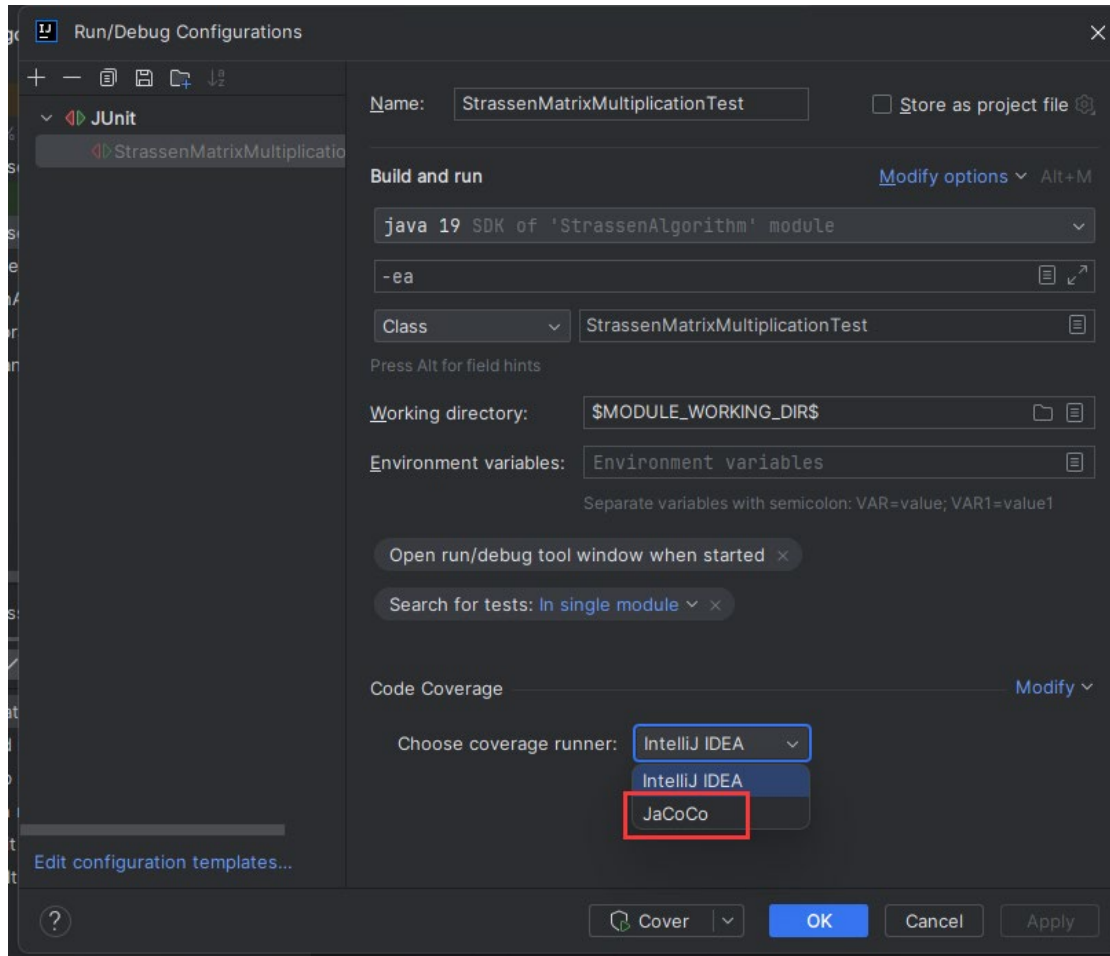 Run/Debug Configurations
JUnit
StrassenMatrixMultiplicatio
Edit configuration templates...
Name: StrassenMatrixMultiplicationTest Store as project file
Build and run Modify options Alt+M
java 19 SDK of 'StrassenAlgorithm' module
-ea
Class StrassenMatrixMultiplicationTest
Press Alt for field hints
Working directory: $MODULE_WORKING_DIR$
Environment variables: Environment variables
Separate variables with semicolon: VAR=value; VAR1=value1
Open run/debug tool window when started
Search for tests: In single module
Code Coverage Modify
Choose coverage runner: IntelliJ IDEA
IntelliJ IDEA
JaCoCo
? Cover OK Cancel Apply